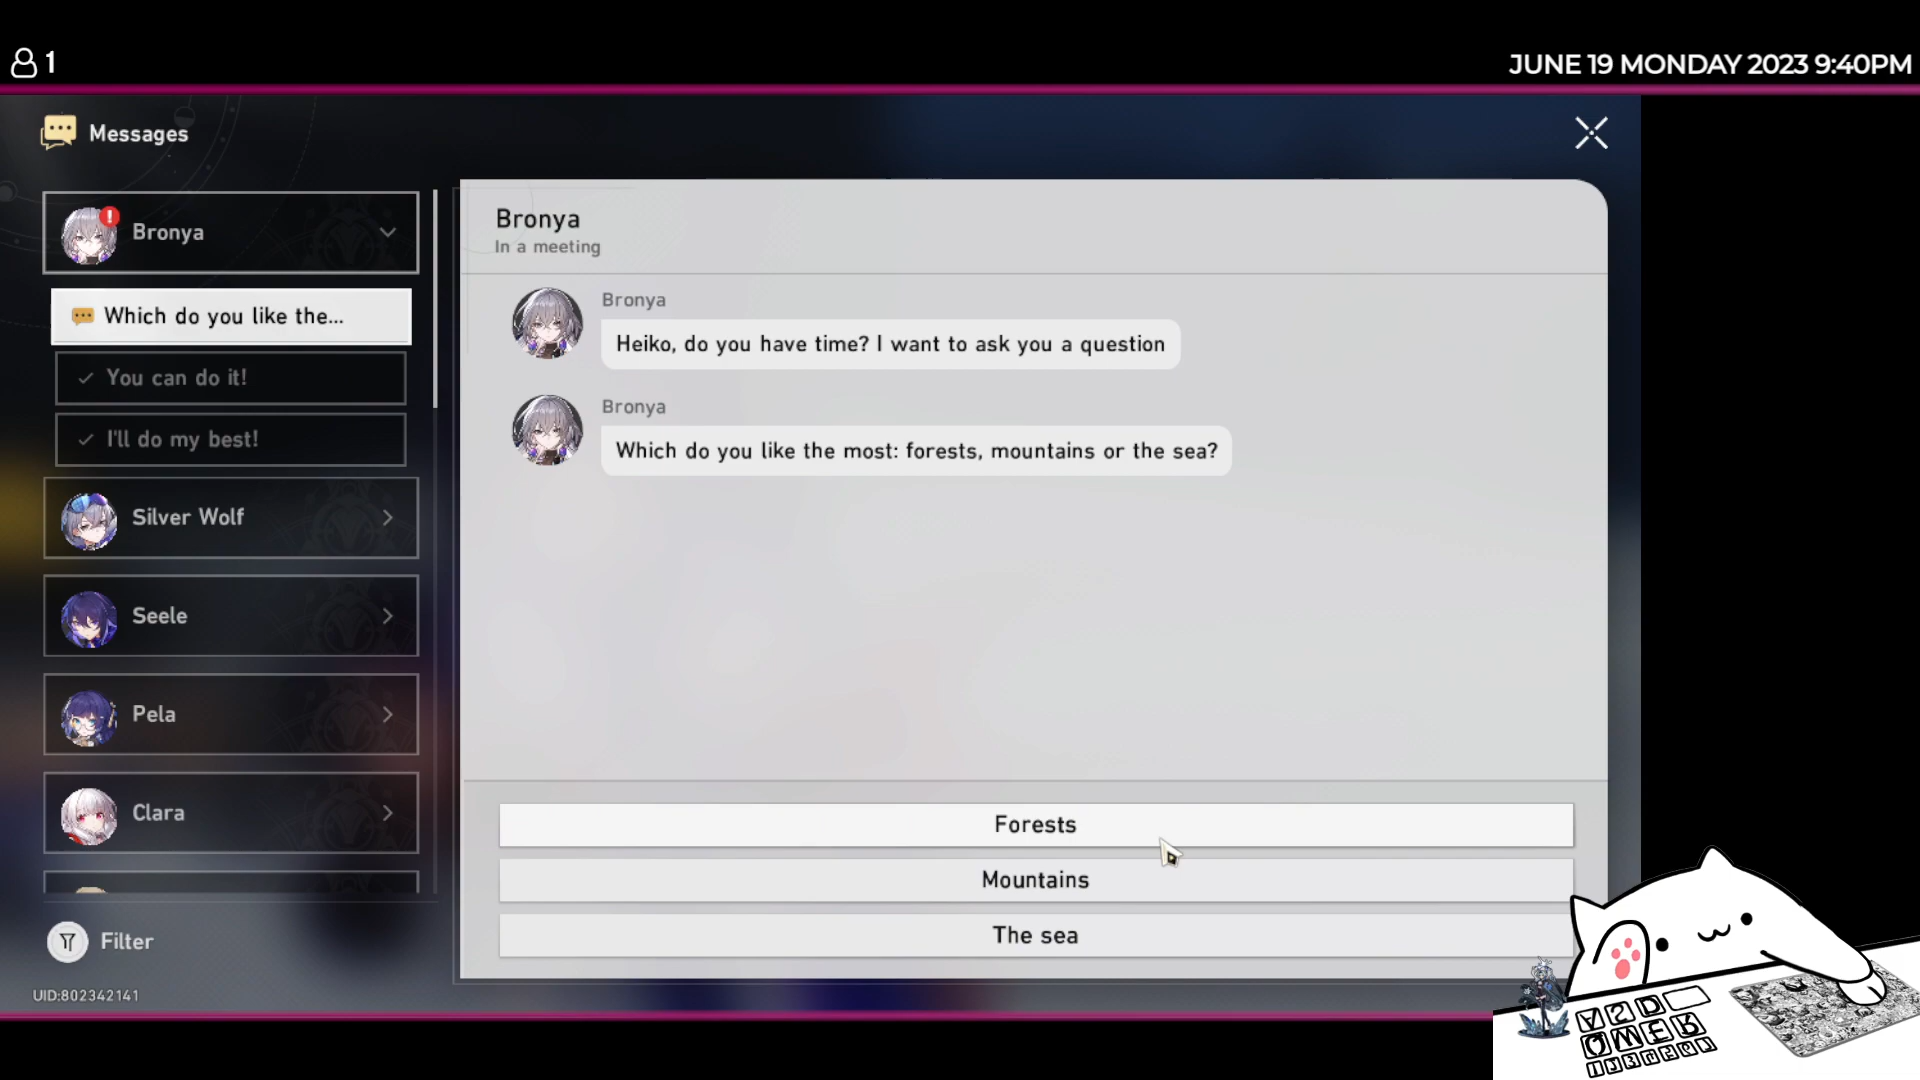 1
JUNE 19 MONDAY 2023 9:40PM
Messages
Bronya
Which do you like the...
You can do it!
I'll do my best!
Silver Wolf
Seele
Pela
Clara
Filter
UID:802342141
Bronya
In a meeting
Bronya
Heiko, do you have time? I want to ask you a question
Bronya
Which do you like the most: forests, mountains or the sea?
Forests
Mountains
The sea